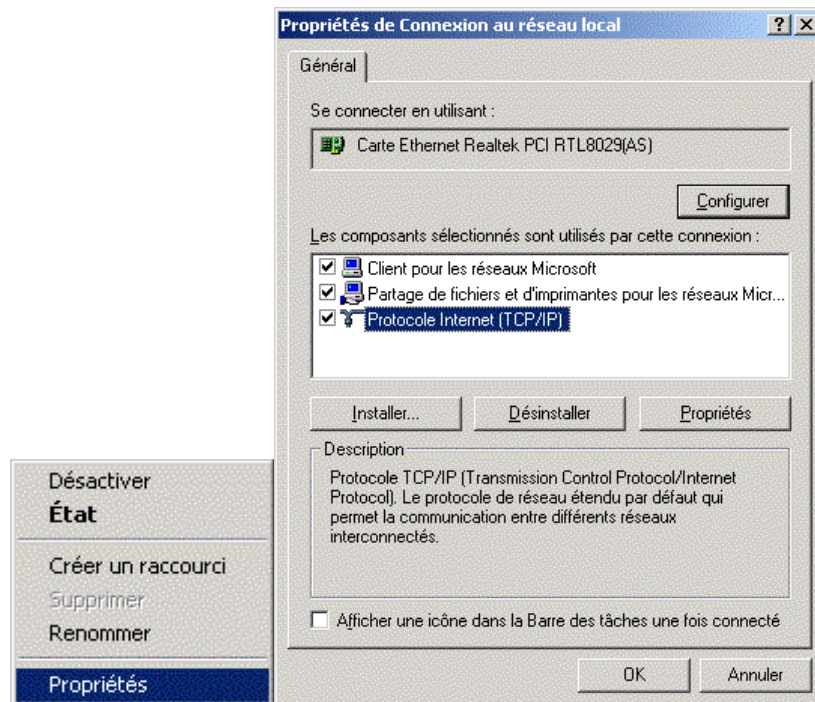 Propriétés de Connexion au réseau local
Général
Se connecter en utilisant :
Carte Ethernet Realtek PCI RTL8029(AS)
Configurer
Les composants sélectionnés sont utilisés par cette connexion :
Client pour les réseaux Microsoft
Partage de fichiers et d'imprimantes pour les réseaux Micr...
Protocole Internet (TCP/IP)
Installer...
Désinstaller
Propriétés
Description
Protocole TCP/IP (Transmission Control Protocol/Internet
Protocol). Le protocole de réseau étendu par défaut qui
permet la communication entre différents réseaux
interconnectés.
Afficher une icône dans la Barre des tâches une fois connecté
OK
Annuler
Désactiver
État
Créer un raccourci
Supprimer
Renommer
Propriétés